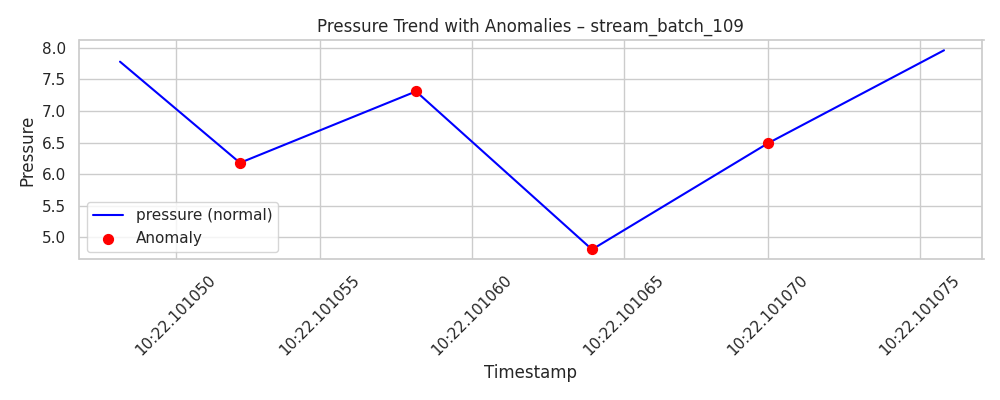 Pressure Trend with Anomalies – stream_batch_109
Pressure
8.0
7.5
7.0
6.5
6.0
5.5
5.0
pressure (normal)
Anomaly
10:22.101050
10:22.101055
10:22.101060
10:22.101065
10:22.101070
10:22.101075
Timestamp